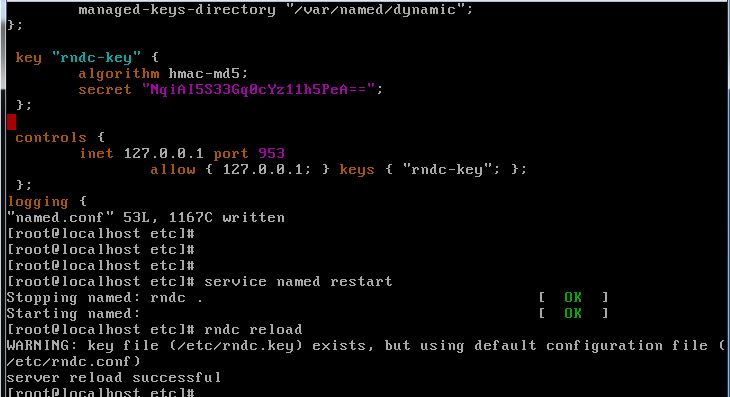 managed-keys-directory "/var/named/dynamic";
};
key "rndc-key" {
algorithm hmac-md5;
secret "NqiAI5S33Gq0cYz11h5PeA==";
};
controls {
inet 127.0.0.1 port 953
allow { 127.0.0.1; } keys { "rndc-key"; };
};
logging {
"named.conf" 53L, 1167C written
[root@localhost etc]#
[root@localhost etc]#
[root@localhost etc]#
[root@localhost etc]# service named restart
Stopping named: rndc . [ OK ]
Starting named: [ OK ]
[root@localhost etc]# rndc reload
WARNING: key file (/etc/rndc.key) exists, but using default configuration file (
/etc/rndc.conf)
server reload successful
[root@localhost etc]#